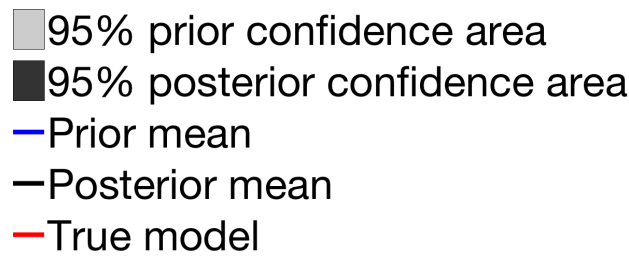 95% prior confidence area
95% posterior confidence area
Prior mean
Posterior mean
True model